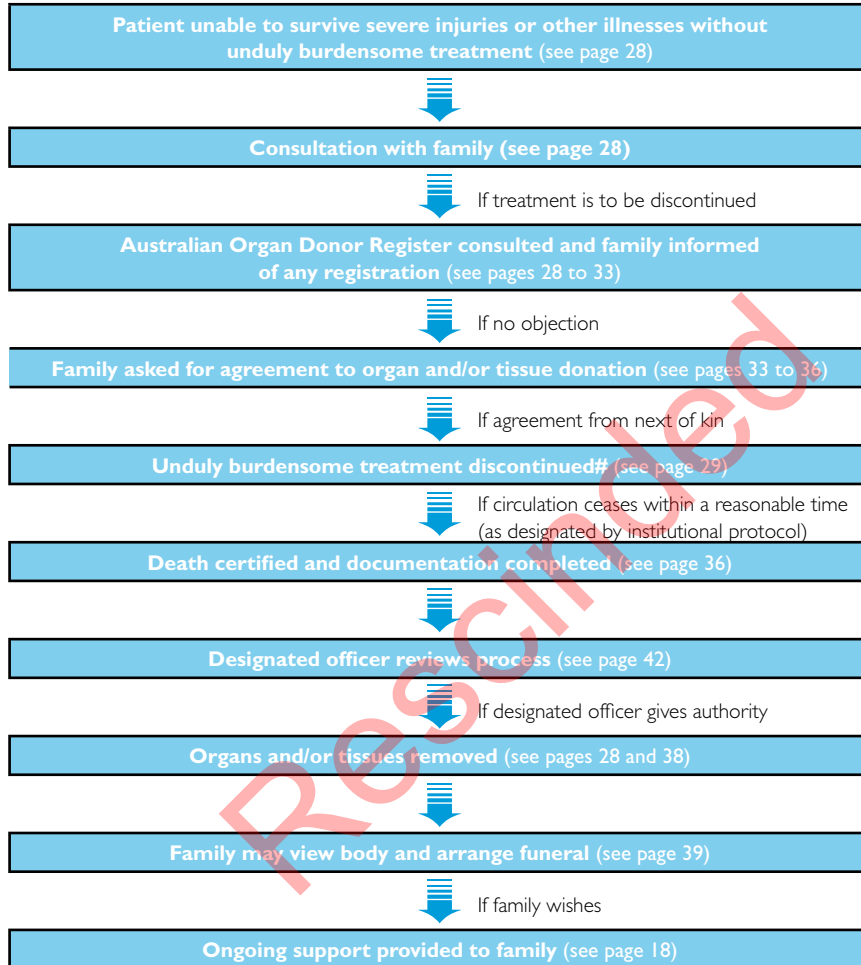 Patient unable to survive severe injuries or other illnesses without
unduly burdensome treatment (see page 28)
Consultation with family (see page 28)
If treatment is to be discontinued
Australian Organ Donor Register consulted and family informed
of any registration (see pages 28 to 33)
If no objection
Family asked for agreement to organ and/or tissue donation (see pages 33 to 36)
If agreement from next of kin
Unduly burdensome treatment discontinued# (see page 29)
If circulation ceases within a reasonable time
(as designated by institutional protocol)
Death certified and documentation completed (see page 36)
Designated officer reviews process (see page 42)
If designated officer gives authority
Organs and/or tissues removed (see pages 28 and 38)
Family may view body and arrange funeral (see page 39)
If family wishes
Ongoing support provided to family (see page 18)
Rescinded